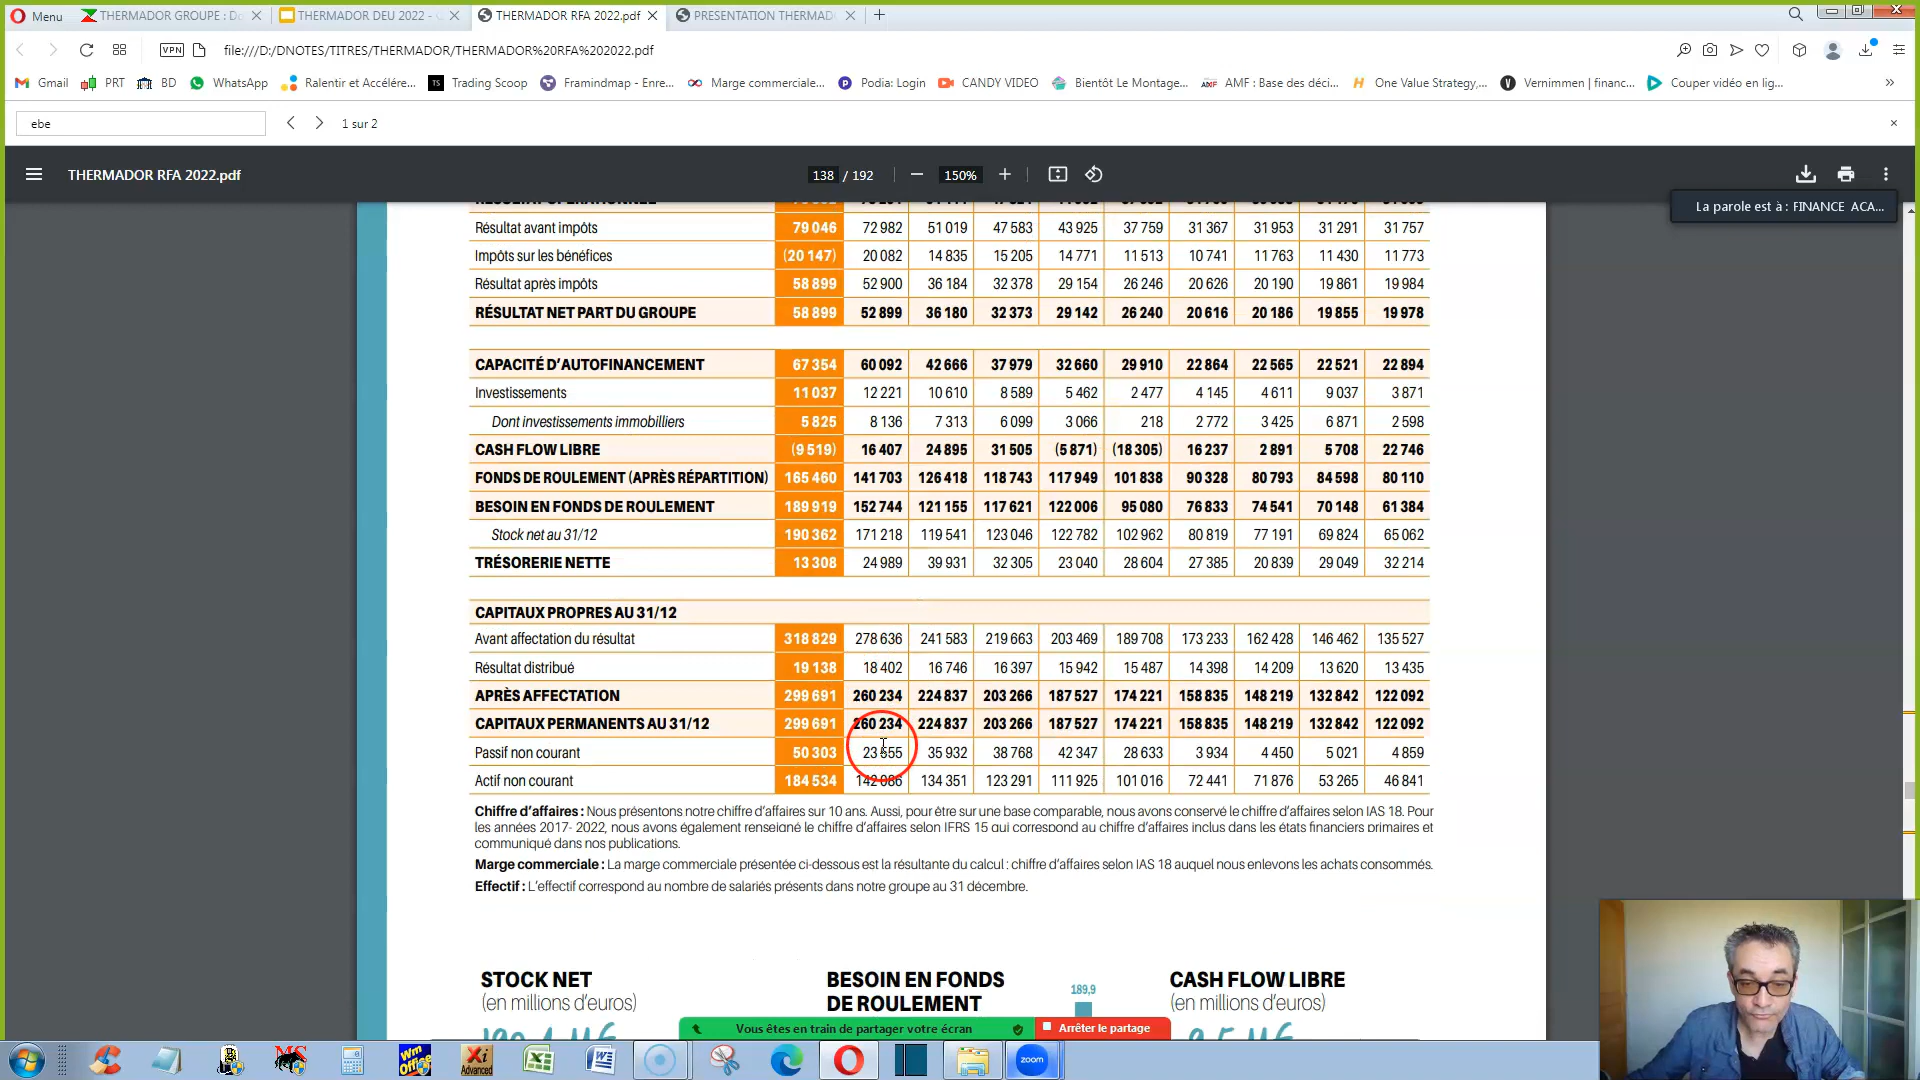 Menu
THERMADOR GROUPE : D
THERMADOR DEU 2022 -
THERMADOR RFA 2022.pdf
PRESENTATION THERMAD
VPN
file:///D:/DNOTES/TITRES/THERMADOR/THERMADOR%20RFA%202022.pdf
Gmail
PRT
BD
WhatsApp
Ralentir et Accélére...
TS Trading Scoop
Framindmap - Enre...
Marge commerciale...
Podia: Login
CANDY VIDEO
Bientôt Le Montage...
AMF : Base des déci...
One Value Strategy,...
Vernimmen | financ...
Couper vidéo en lig...
»
ebe
1 sur 2
THERMADOR RFA 2022.pdf
138 / 192
150%
La parole est à : FINANCE ACA...
Résultat avant impôts 79 046 72 982 51 019 47 583 43 925 37 759 31 367 31 953 31 291 31 757
Impôts sur les bénéfices (20 147) 20 082 14 835 15 205 14 771 11 513 10 741 11 763 11 430 11 773
Résultat après impôts 58 899 52 900 36 184 32 378 29 154 26 246 20 626 20 190 19 861 19 984
RÉSULTAT NET PART DU GROUPE 58 899 52 899 36 180 32 373 29 142 26 240 20 616 20 186 19 855 19 978
CAPACITÉ D'AUTOFINANCEMENT 67 354 60 092 42 666 37 979 32 660 29 910 22 864 22 565 22 521 22 894
Investissements 11 037 12 221 10 610 8 589 5 462 2 477 4 145 4 611 9 037 3 871
Dont investissements immobilliers 5 825 8 136 7 313 6 099 3 066 218 2 772 3 425 6 871 2 598
CASH FLOW LIBRE (9 519) 16 407 24 895 31 505 (5 871) (18 305) 16 237 2 891 5 708 22 746
FONDS DE ROULEMENT (APRÈS RÉPARTITION) 165 460 141 703 126 418 118 743 117 949 101 838 90 328 80 793 84 598 80 110
BESOIN EN FONDS DE ROULEMENT 189 919 152 744 121 155 117 621 122 006 95 080 76 833 74 541 70 148 61 384
Stock net au 31/12 190 362 171 218 119 541 123 046 122 782 102 962 80 819 77 191 69 824 65 062
TRÉSORERIE NETTE 13 308 24 989 39 931 32 305 23 040 28 604 27 385 20 839 29 049 32 214
CAPITAUX PROPRES AU 31/12
Avant affectation du résultat 318 829 278 636 241 583 219 663 203 469 189 708 173 233 162 428 146 462 135 527
Résultat distribué 19 138 18 402 16 746 16 397 15 942 15 487 14 398 14 209 13 620 13 435
APRÈS AFFECTATION 299 691 260 234 224 837 203 266 187 527 174 221 158 835 148 219 132 842 122 092
CAPITAUX PERMANENTS AU 31/12 299 691 260 234 224 837 203 266 187 527 174 221 158 835 148 219 132 842 122 092
Passif non courant 50 303 23 555 35 932 38 768 42 347 28 633 3 934 4 450 5 021 4 859
Actif non courant 184 534 142 086 134 351 123 291 111 925 101 016 72 441 71 876 53 265 46 841
Chiffre d'affaires : Nous présentons notre chiffre d'affaires sur 10 ans. Aussi, pour être sur une base comparable, nous avons conservé le chiffre d'affaires selon IAS 18. Pour
les années 2017- 2022, nous avons également renseigné le chiffre d'affaires selon IFRS 15 qui correspond au chiffre d'affaires inclus dans les états financiers primaires et
communiqué dans nos publications.
Marge commerciale : La marge commerciale présentée ci-dessous est la résultante du calcul : chiffre d'affaires selon IAS 18 auquel nous enlevons les achats consommés.
Effectif : L'effectif correspond au nombre de salariés présents dans notre groupe au 31 décembre.
STOCK NET
(en millions d'euros)
BESOIN EN FONDS
DE ROULEMENT
189,9
CASH FLOW LIBRE
(en millions d'euros)
Vous êtes en train de partager votre écran
Arrêter le partage
Wm Office
Xi Advanced
zoom